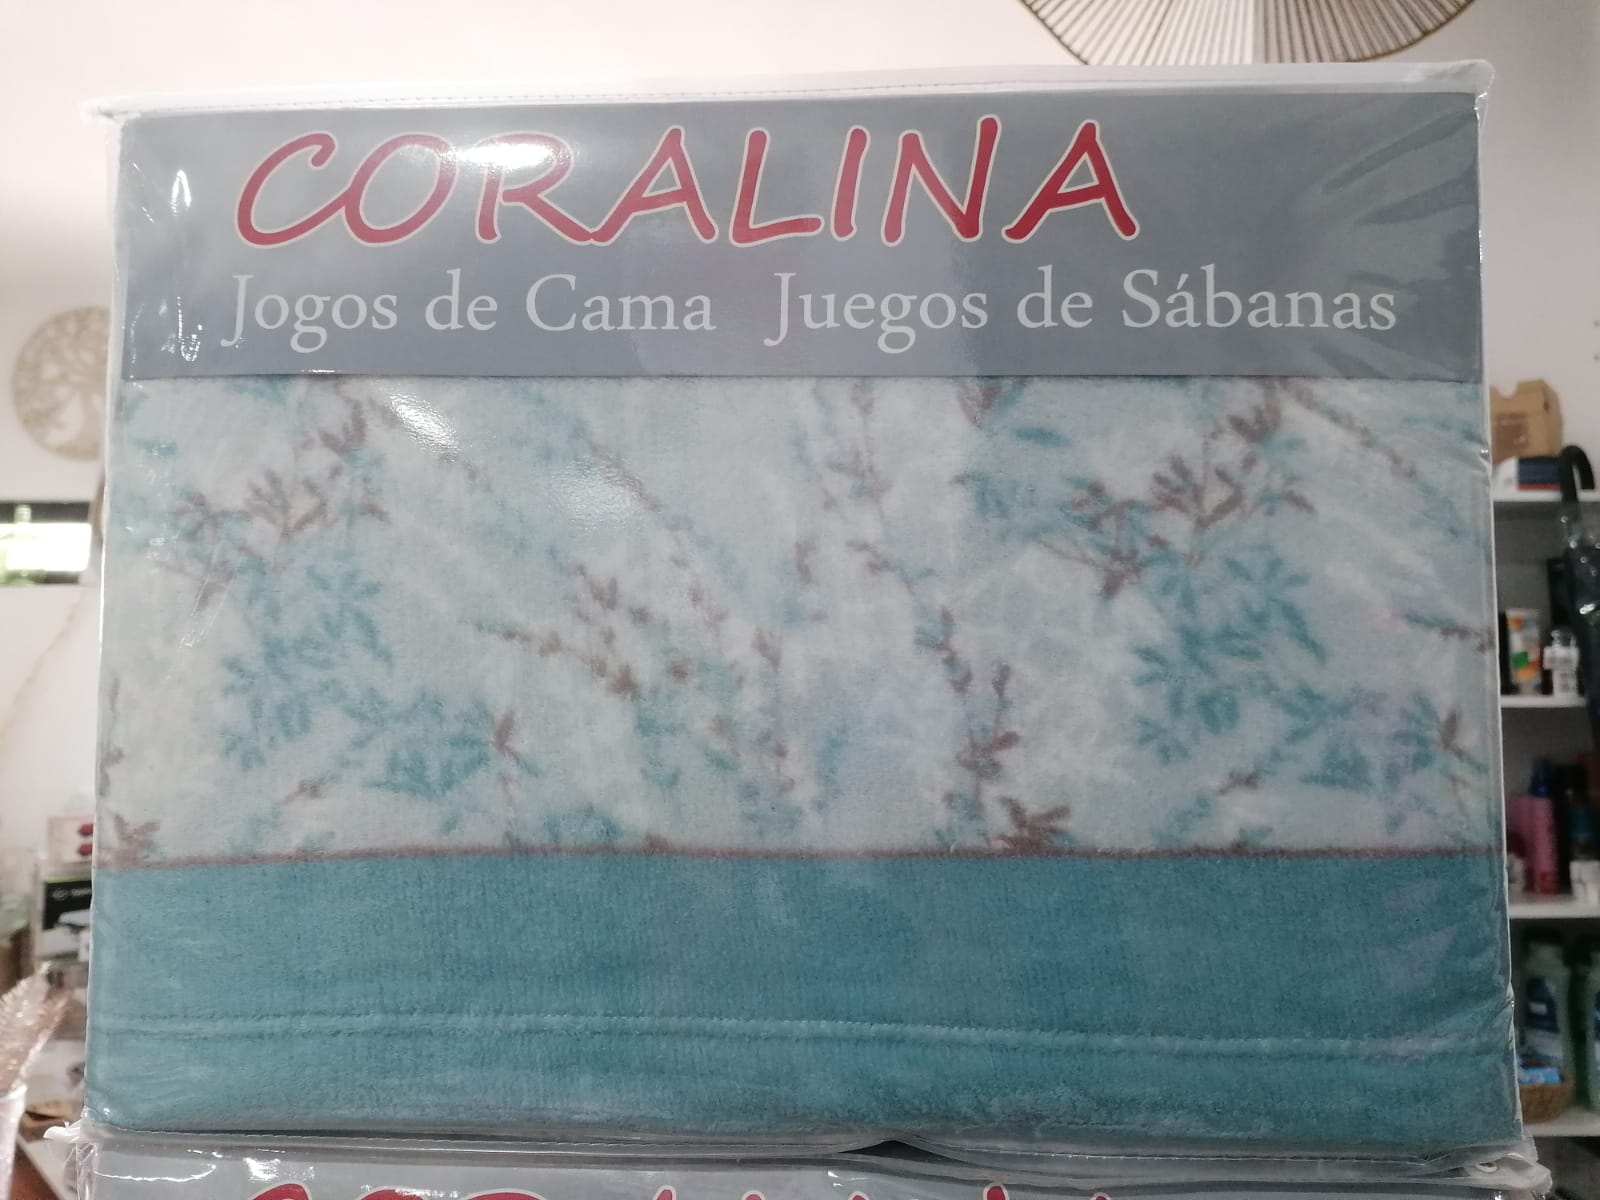 CORALINA
Jogos de Cama Juegos de Sábanas